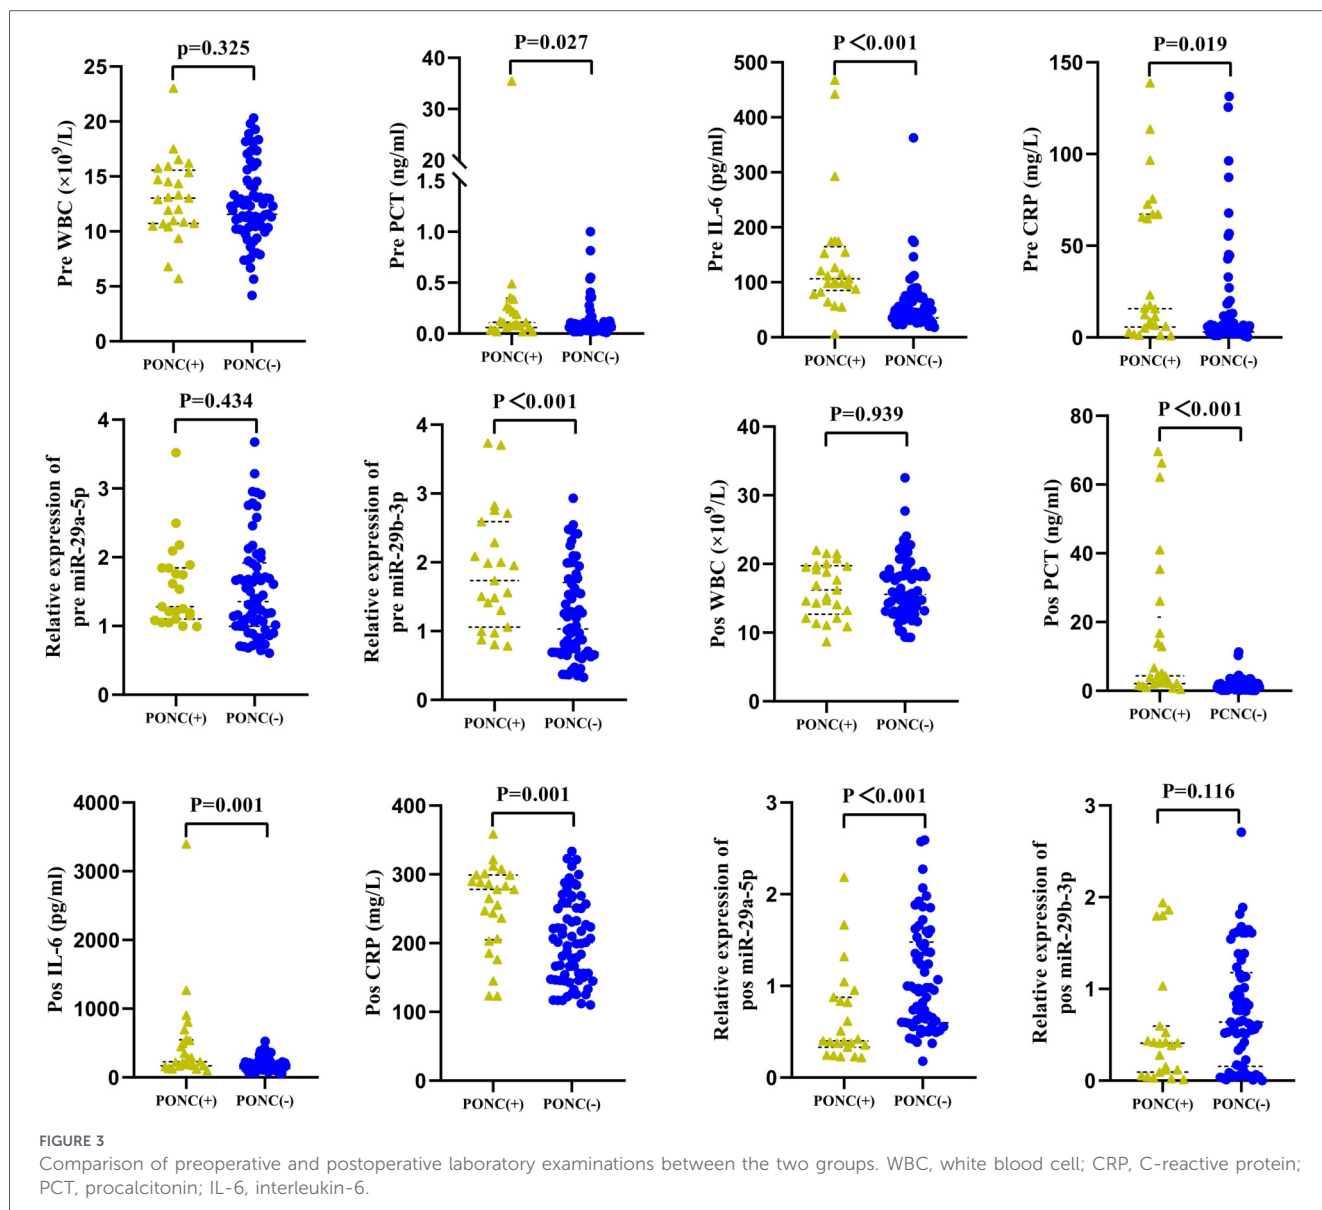 p=0.325
Pre WBC (×10⁹/L)
25
20
15
10
5
0
PONC(+)
PONC(-)
P=0.027
Pre PCT (ng/ml)
40
30
20
1.5
1.0
0.5
0.0
PONC(+)
PONC(-)
P<0.001
Pre IL-6 (pg/ml)
500
400
300
200
100
0
PONC(+)
PONC(-)
P=0.019
Pre CRP (mg/L)
150
100
50
0
PONC(+)
PONC(-)
P=0.434
Relative expression of
pre miR-29a-5p
4
3
2
1
0
PONC(+)
PONC(-)
P<0.001
Relative expression of
pre miR-29b-3p
4
3
2
1
0
PONC(+)
PONC(-)
P=0.939
Pos WBC (×10⁹/L)
40
30
20
10
0
PONC(+)
PONC(-)
P<0.001
Pos PCT (ng/ml)
80
60
40
20
0
PONC(+)
PCNC(-)
P=0.001
Pos IL-6 (pg/ml)
4000
3000
2000
1000
0
PONC(+)
PONC(-)
P=0.001
Pos CRP (mg/L)
400
300
200
100
0
PONC(+)
PONC(-)
P<0.001
Relative expression of
pos miR-29a-5p
3
2
1
0
PONC(+)
PONC(-)
P=0.116
Relative expression of
pos miR-29b-3p
3
2
1
0
PONC(+)
PONC(-)
FIGURE 3
Comparison of preoperative and postoperative laboratory examinations between the two groups. WBC, white blood cell; CRP, C-reactive protein;
PCT, procalcitonin; IL-6, interleukin-6.